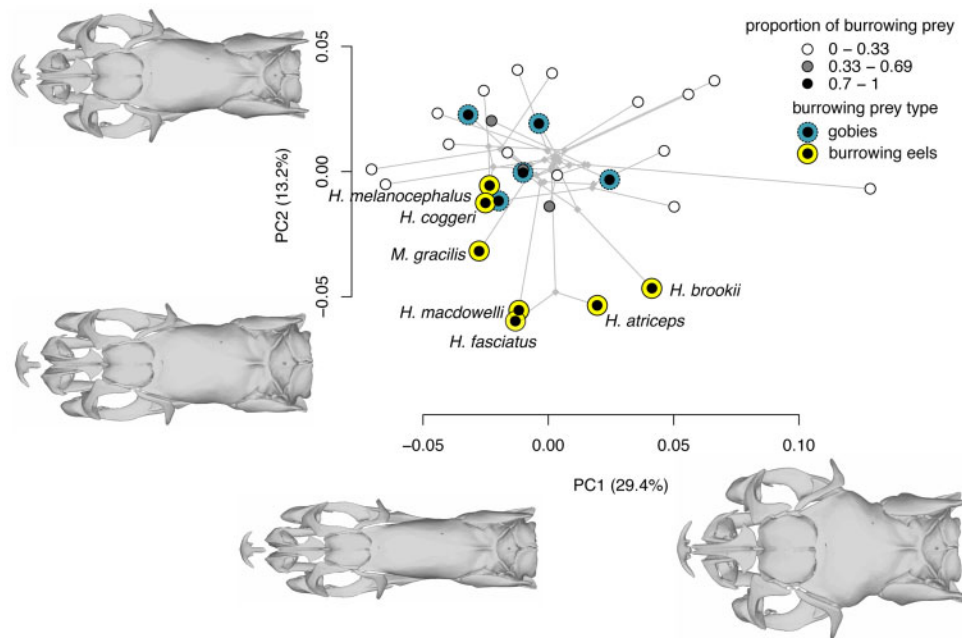 proportion of burrowing prey
0 – 0.33
0.33 – 0.69
0.7 – 1
burrowing prey type
gobies
burrowing eels
0.05
0.00
−0.05
PC2 (13.2%)
H. melanocephalus
H. coggeri
M. gracilis
H. brookii
H. macdowelli
H. atriceps
H. fasciatus
−0.05 0.00 0.05 0.10
PC1 (29.4%)